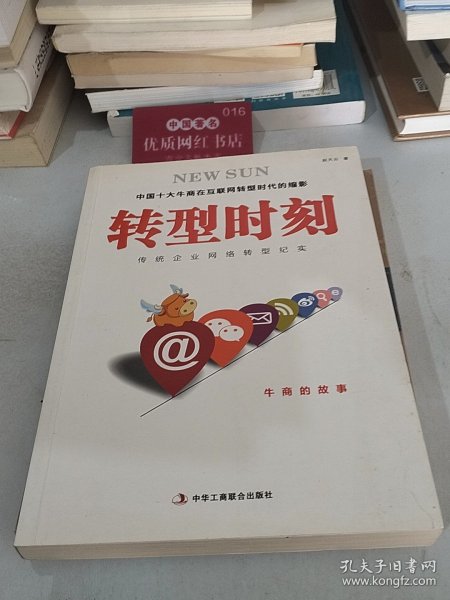 016
中国著名
优质网红书店
NEW SUN
中国十大牛商在互联网转型时代的缩影
转型时刻
传统企业网络转型纪实
@
e
牛商的故事
中华工商联合出版社
孔夫子旧书网
www.kongfz.com